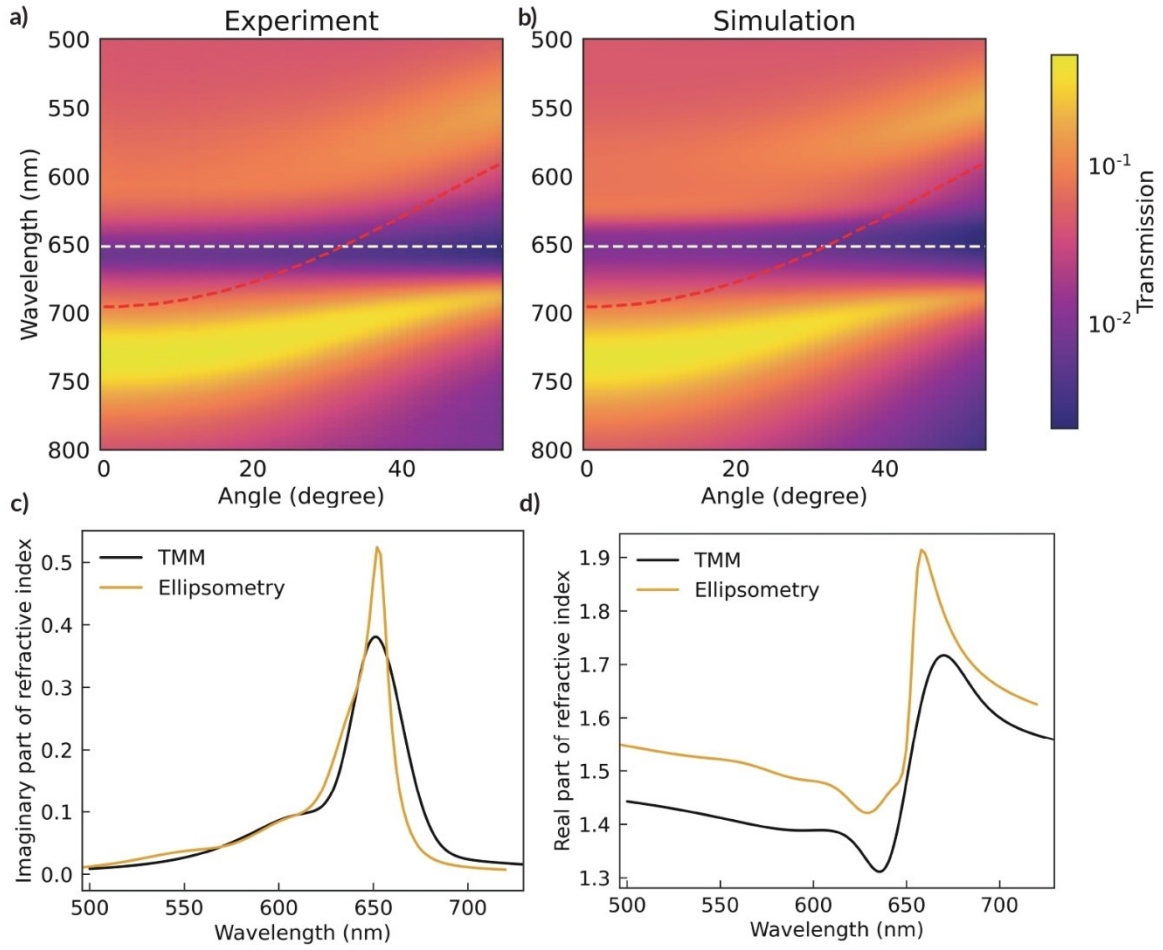 a)
Experiment
500
550
600
650
700
750
800
Wavelength (nm)
0
20
40
Angle (degree)
b)
Simulation
500
550
600
650
700
750
800
0
20
40
Angle (degree)
10⁻¹
10⁻²
Transmission
c)
TMM
Ellipsometry
0.5
0.4
0.3
0.2
0.1
0.0
Imaginary part of refractive index
500
550
600
650
700
Wavelength (nm)
d)
TMM
Ellipsometry
1.9
1.8
1.7
1.6
1.5
1.4
1.3
Real part of refractive index
500
550
600
650
700
Wavelength (nm)